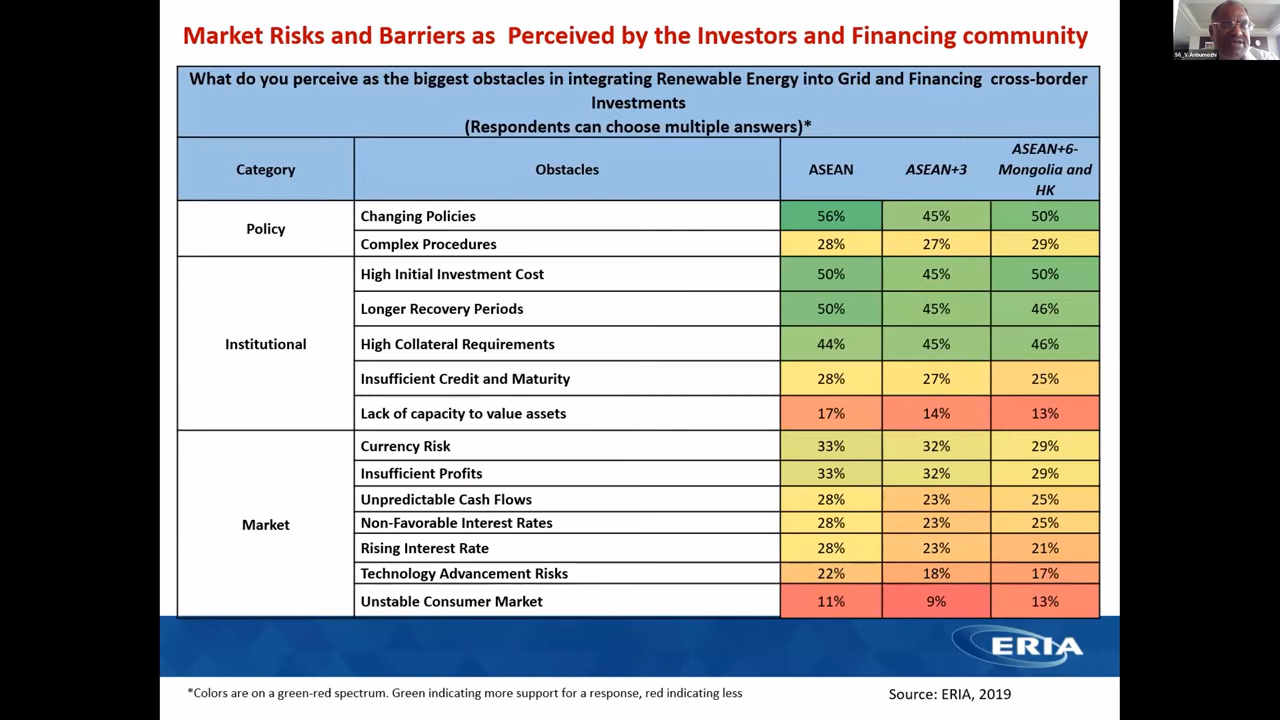 Market Risks and Barriers as Perceived by the Investors and Financing community
What do you perceive as the biggest obstacles in integrating Renewable Energy into Grid and Financing cross-border
Investments
(Respondents can choose multiple answers)*
Category Obstacles ASEAN ASEAN+3 ASEAN+6-
Mongolia and
HK
Policy
Changing Policies 56% 45% 50%
Complex Procedures 28% 27% 29%
Institutional
High Initial Investment Cost 50% 45% 50%
Longer Recovery Periods 50% 45% 46%
High Collateral Requirements 44% 45% 46%
Insufficient Credit and Maturity 28% 27% 25%
Lack of capacity to value assets 17% 14% 13%
Market
Currency Risk 33% 32% 29%
Insufficient Profits 33% 32% 29%
Unpredictable Cash Flows 28% 23% 25%
Non-Favorable Interest Rates 28% 23% 25%
Rising Interest Rate 28% 23% 21%
Technology Advancement Risks 22% 18% 17%
Unstable Consumer Market 11% 9% 13%
ERIA
*Colors are on a green-red spectrum. Green indicating more support for a response, red indicating less
Source: ERIA, 2019
S6_V.Anbumozhi